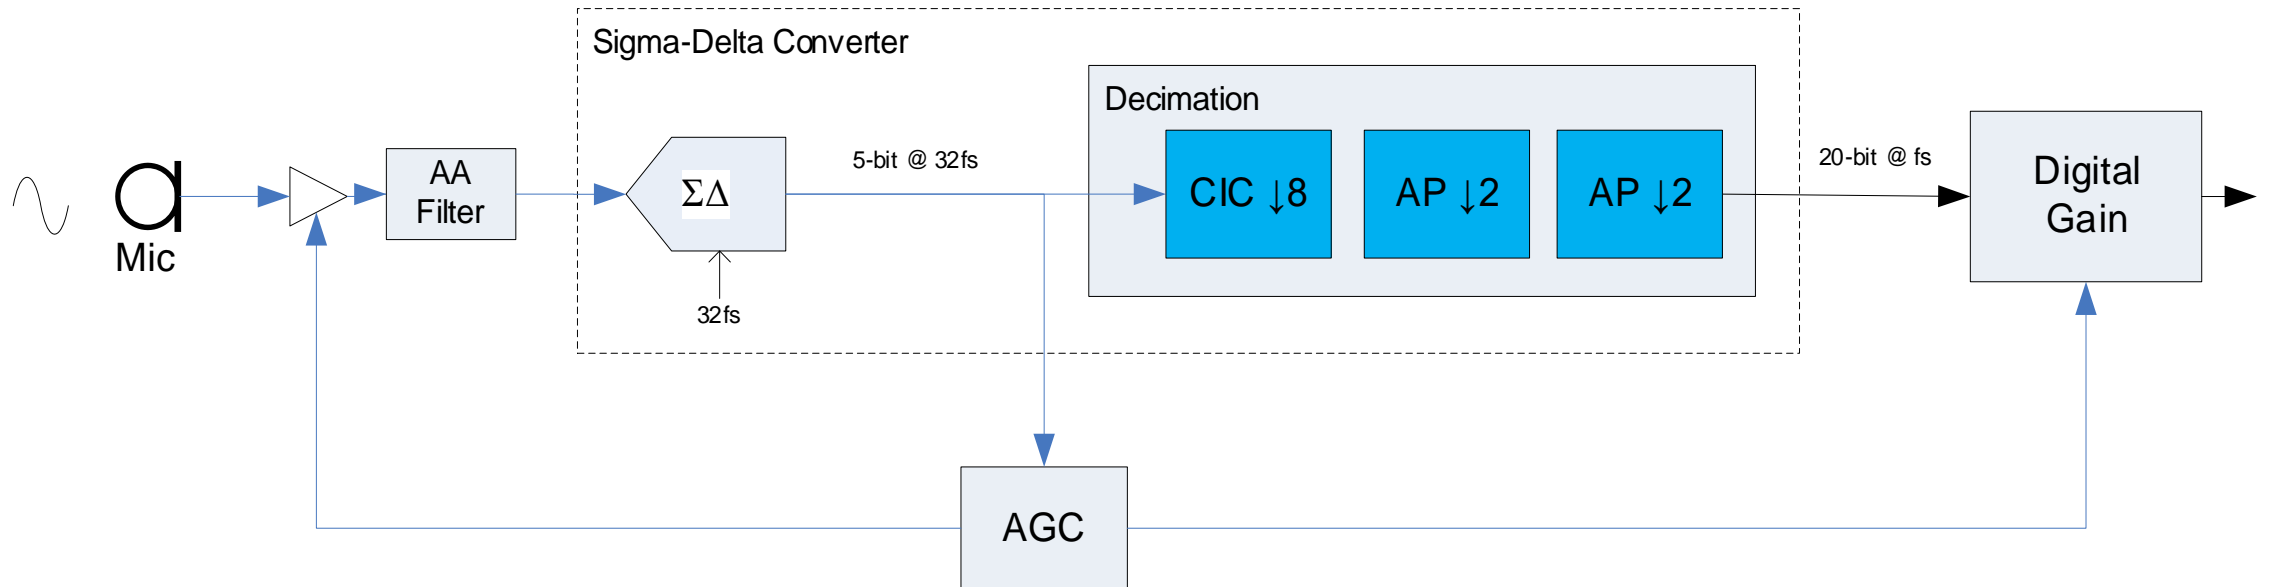 Sigma-Delta Converter
Decimation
Mic
AA
Filter
ΣΔ
32fs
5-bit @ 32fs
CIC ↓8
AP ↓2
AP ↓2
20-bit @ fs
Digital
Gain
AGC